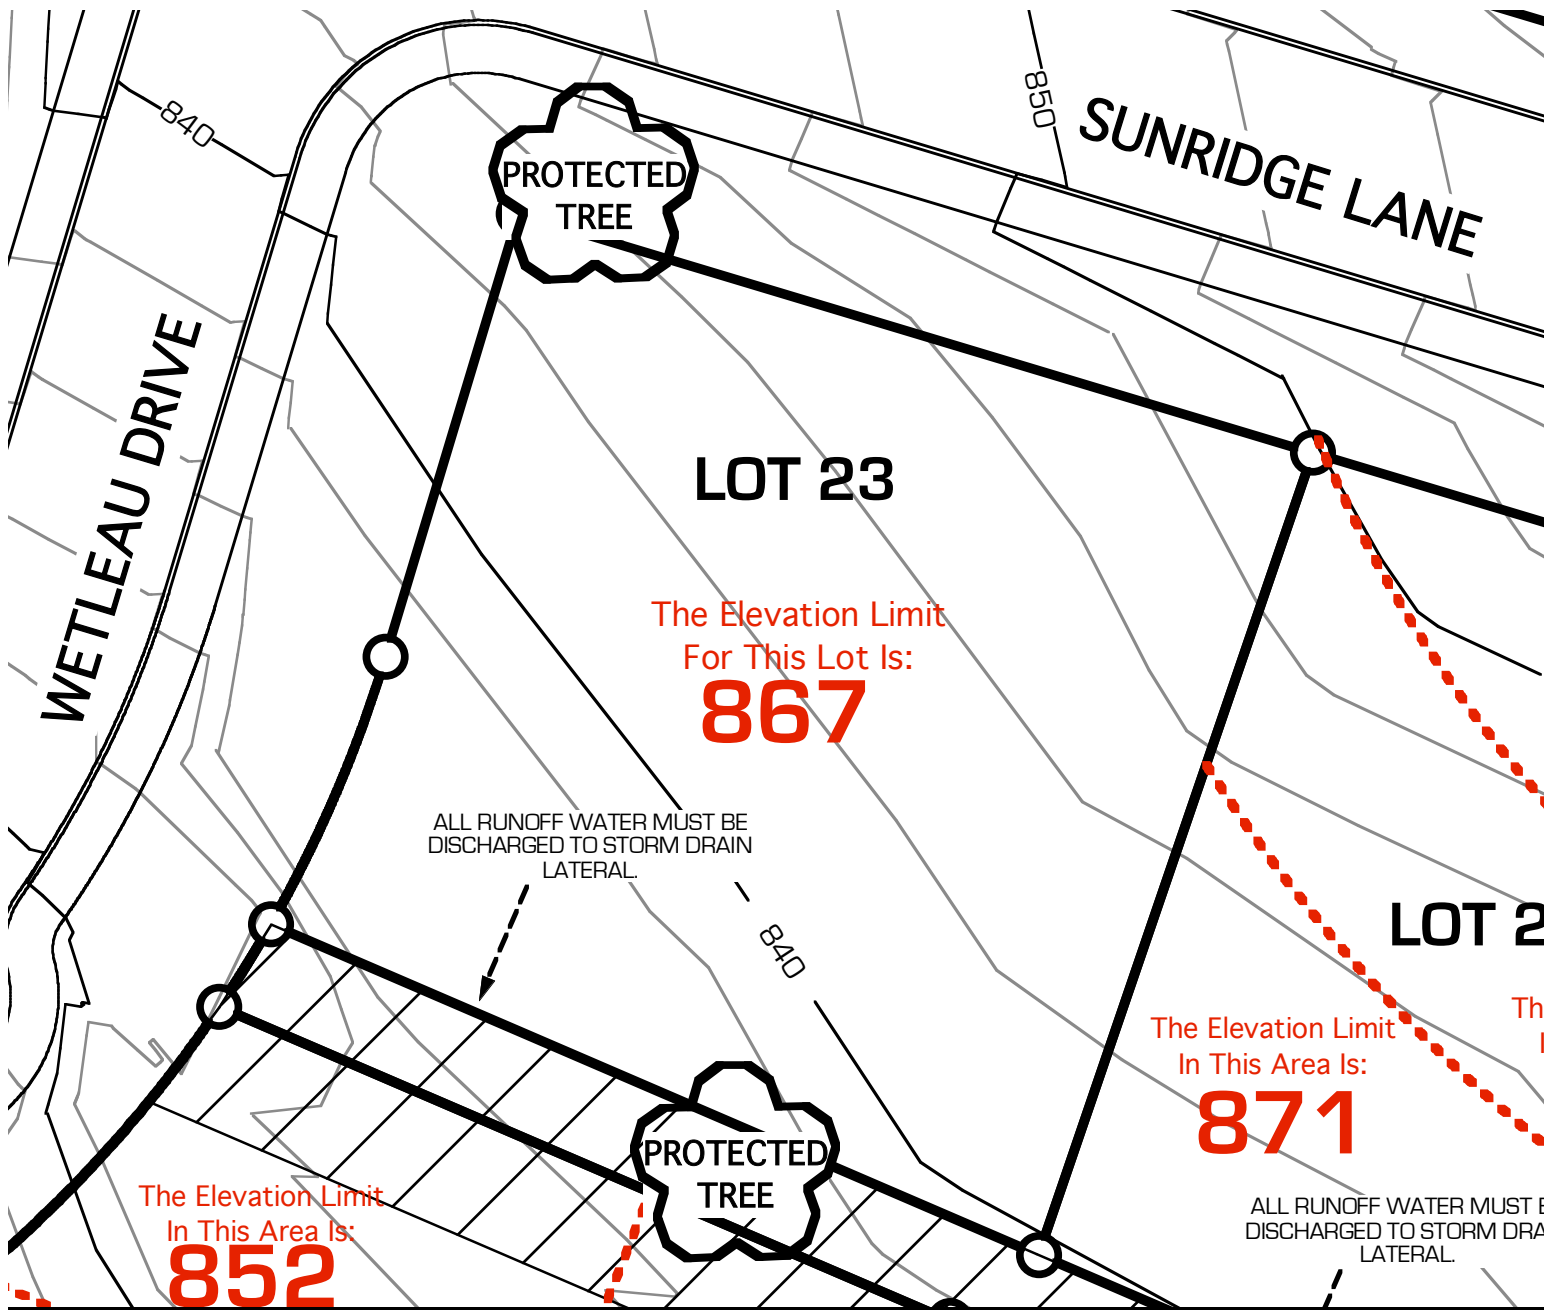 840
850
SUNRIDGE LANE
PROTECTED
TREE
WETLEAU DRIVE
LOT 23
The Elevation Limit
For This Lot Is:
867
ALL RUNOFF WATER MUST BE
DISCHARGED TO STORM DRAIN
LATERAL.
840
LOT 2
The Elevation Limit
In This Area Is:
871
Th
PROTECTED
TREE
The Elevation Limit
In This Area Is:
852
ALL RUNOFF WATER MUST
DISCHARGED TO STORM DRA
LATERAL.